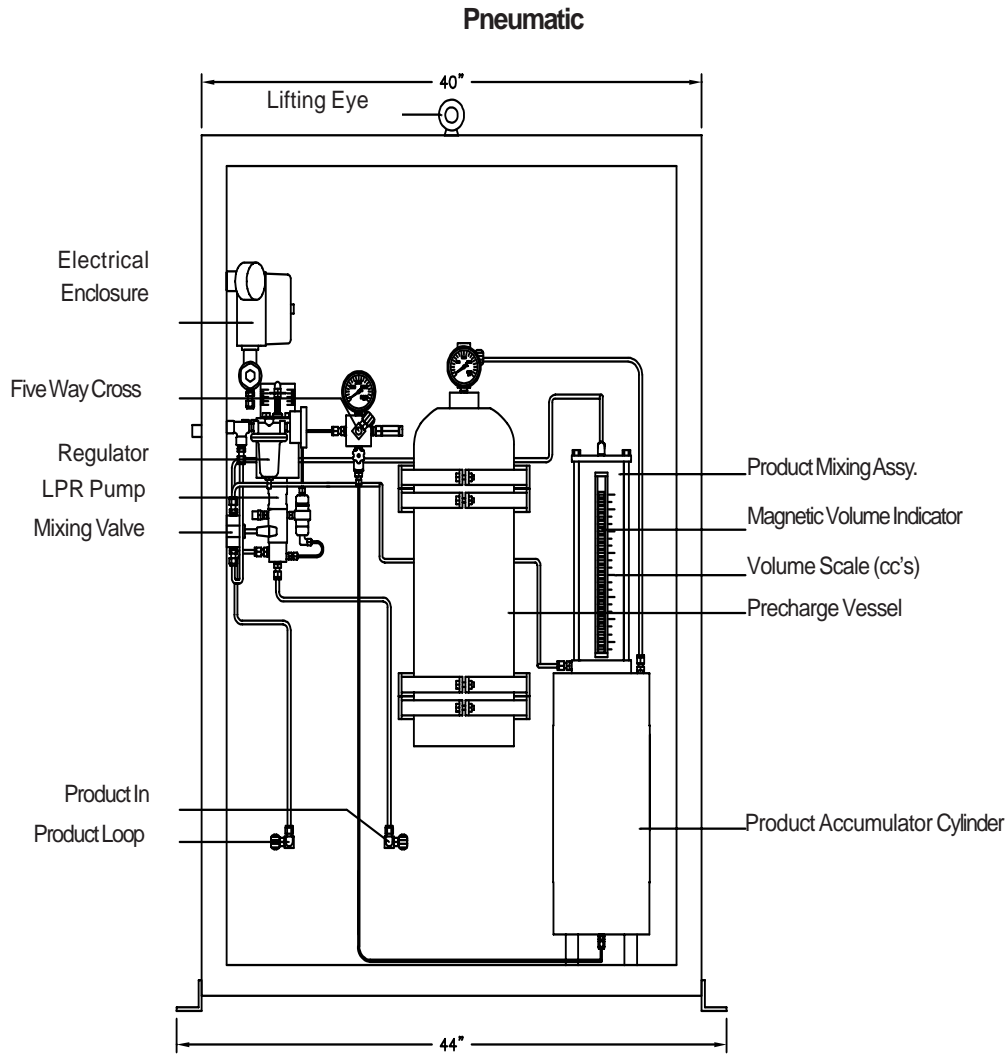 Pneumatic
40"
Lifting Eye
Electrical
Enclosure
Five Way Cross
Regulator
LPR Pump
Mixing Valve
Product Mixing Assy.
Magnetic Volume Indicator
Volume Scale (cc's)
Precharge Vessel
Product In
Product Loop
Product Accumulator Cylinder
44"